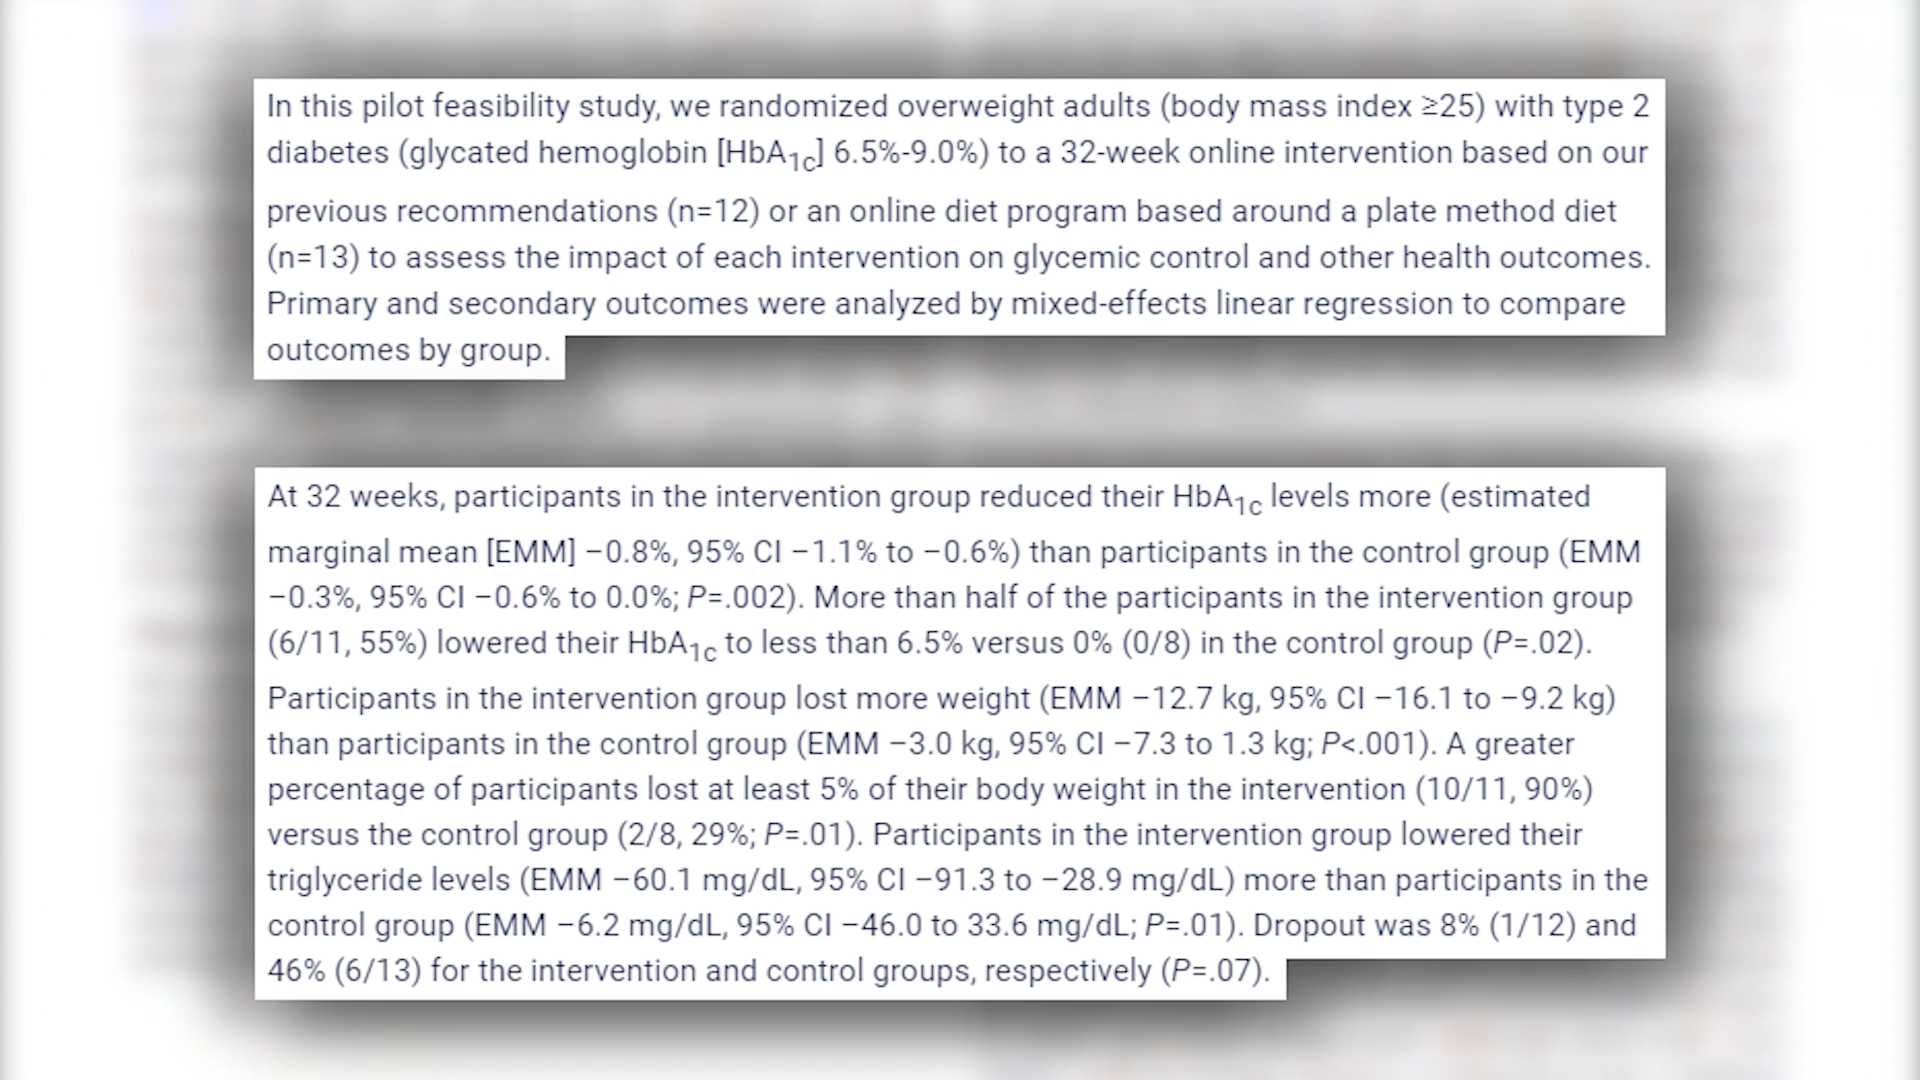 In this pilot feasibility study, we randomized overweight adults (body mass index ≥25) with type 2
diabetes (glycated hemoglobin [HbA1c] 6.5%-9.0%) to a 32-week online intervention based on our
previous recommendations (n=12) or an online diet program based around a plate method diet
(n=13) to assess the impact of each intervention on glycemic control and other health outcomes.
Primary and secondary outcomes were analyzed by mixed-effects linear regression to compare
outcomes by group.
At 32 weeks, participants in the intervention group reduced their HbA1c levels more (estimated
marginal mean [EMM] −0.8%, 95% CI −1.1% to −0.6%) than participants in the control group (EMM
−0.3%, 95% CI −0.6% to 0.0%; P=.002). More than half of the participants in the intervention group
(6/11, 55%) lowered their HbA1c to less than 6.5% versus 0% (0/8) in the control group (P=.02).
Participants in the intervention group lost more weight (EMM −12.7 kg, 95% CI −16.1 to −9.2 kg)
than participants in the control group (EMM −3.0 kg, 95% CI −7.3 to 1.3 kg; P<.001). A greater
percentage of participants lost at least 5% of their body weight in the intervention (10/11, 90%)
versus the control group (2/8, 29%; P=.01). Participants in the intervention group lowered their
triglyceride levels (EMM −60.1 mg/dL, 95% CI −91.3 to −28.9 mg/dL) more than participants in the
control group (EMM −6.2 mg/dL, 95% CI −46.0 to 33.6 mg/dL; P=.01). Dropout was 8% (1/12) and
46% (6/13) for the intervention and control groups, respectively (P=.07).